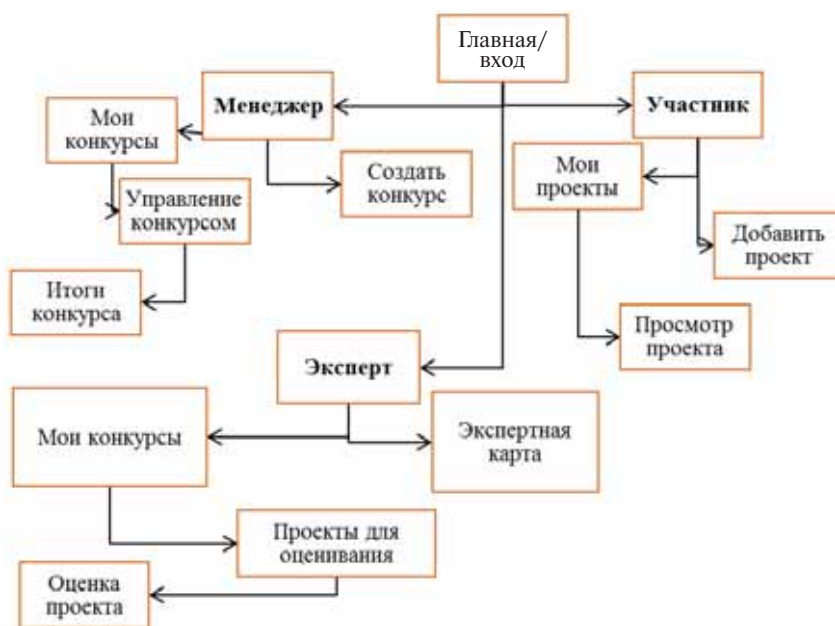 Главная/
вход
Менеджер
Участник
Мои
конкурсы
Создать
конкурс
Мои
проекты
Управление
конкурсом
Добавить
проект
Итоги
конкурса
Просмотр
проекта
Эксперт
Мои конкурсы
Экспертная
карта
Проекты для
оценивания
Оценка
проекта